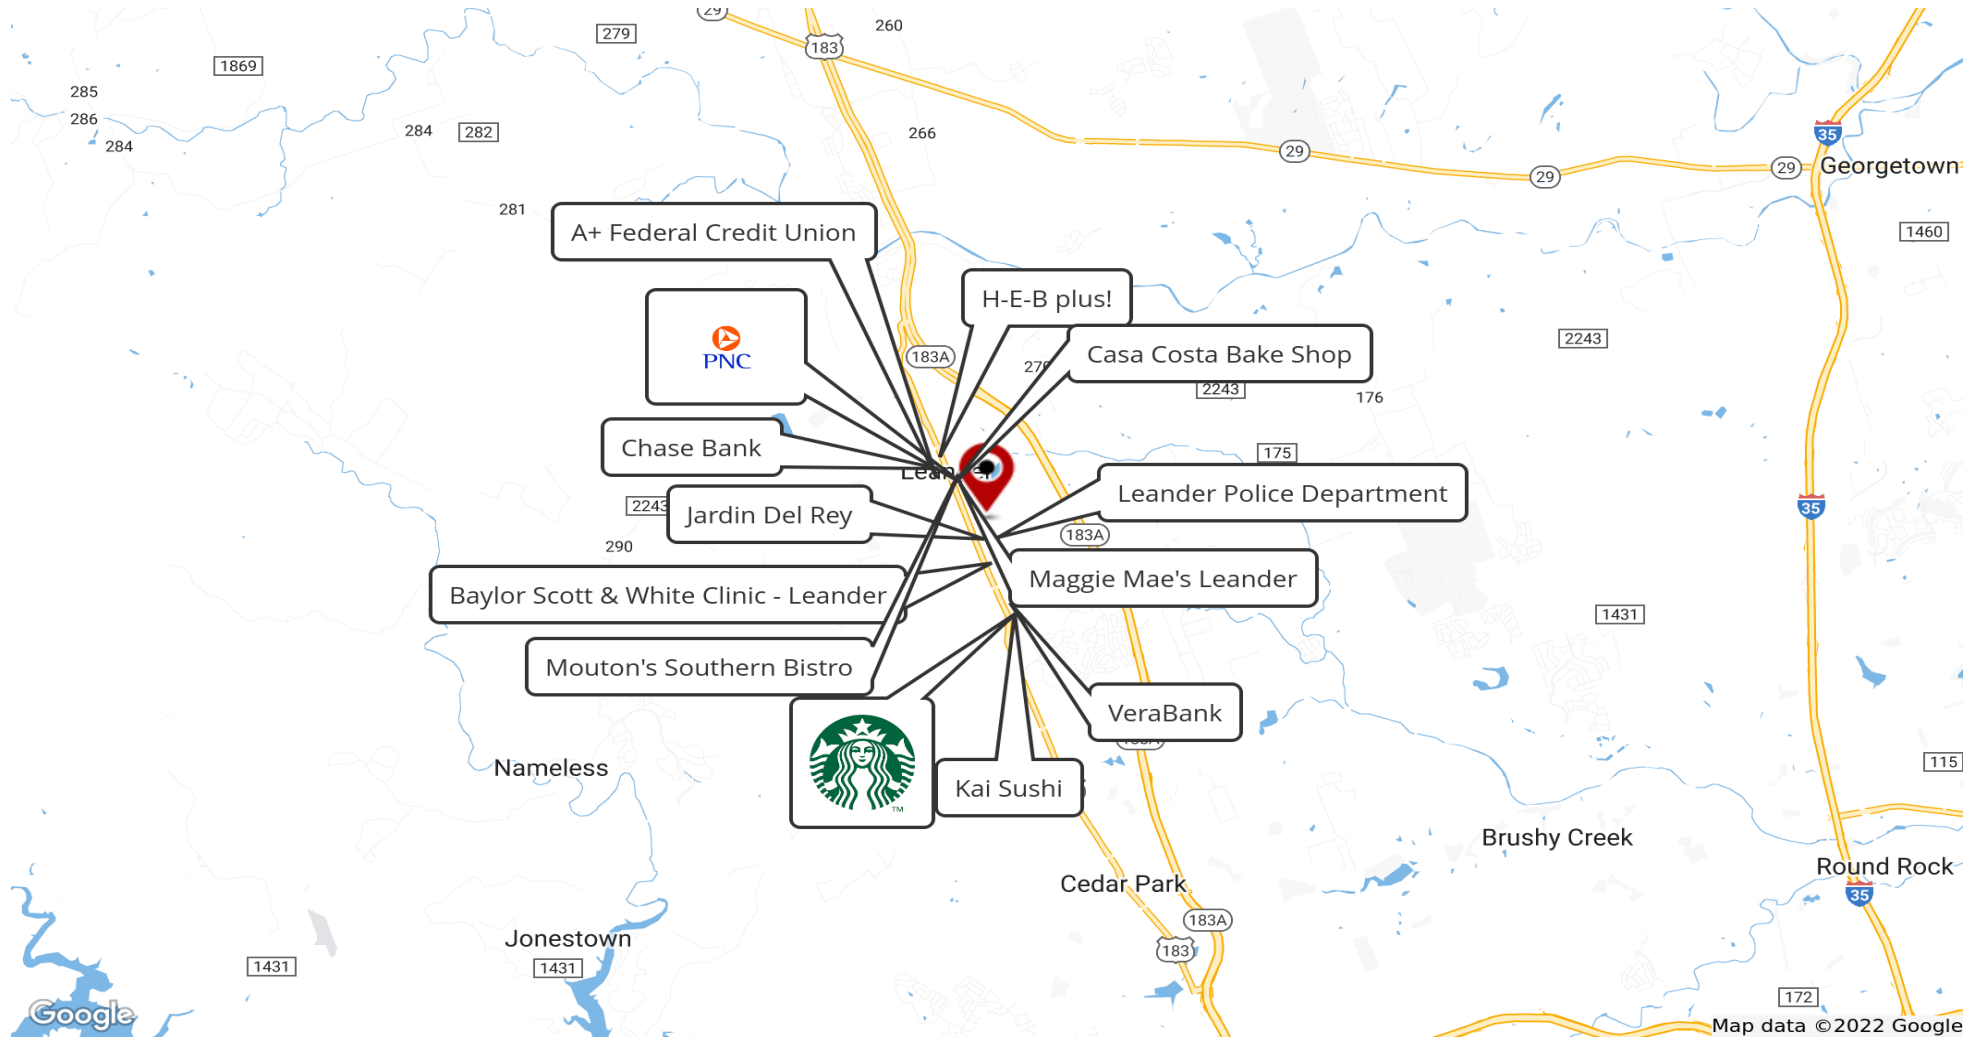 29
260
183
279
1869
285
286
284
284
282
266
35
29
29
29
Georgetown
281
A+ Federal Credit Union
1460
H-E-B plus!
PNC
2243
183A
Casa Costa Bake Shop
2243
176
Chase Bank
175
Leander Police Department
2243
Jardin Del Rey
35
183A
290
Maggie Mae's Leander
Baylor Scott & White Clinic - Leander
1431
Mouton's Southern Bistro
VeraBank
TM
Nameless
Kai Sushi
115
Brushy Creek
Round Rock
Cedar Park
35
183A
Jonestown
183
1431
1431
172
Google
Map data ©2022 Google